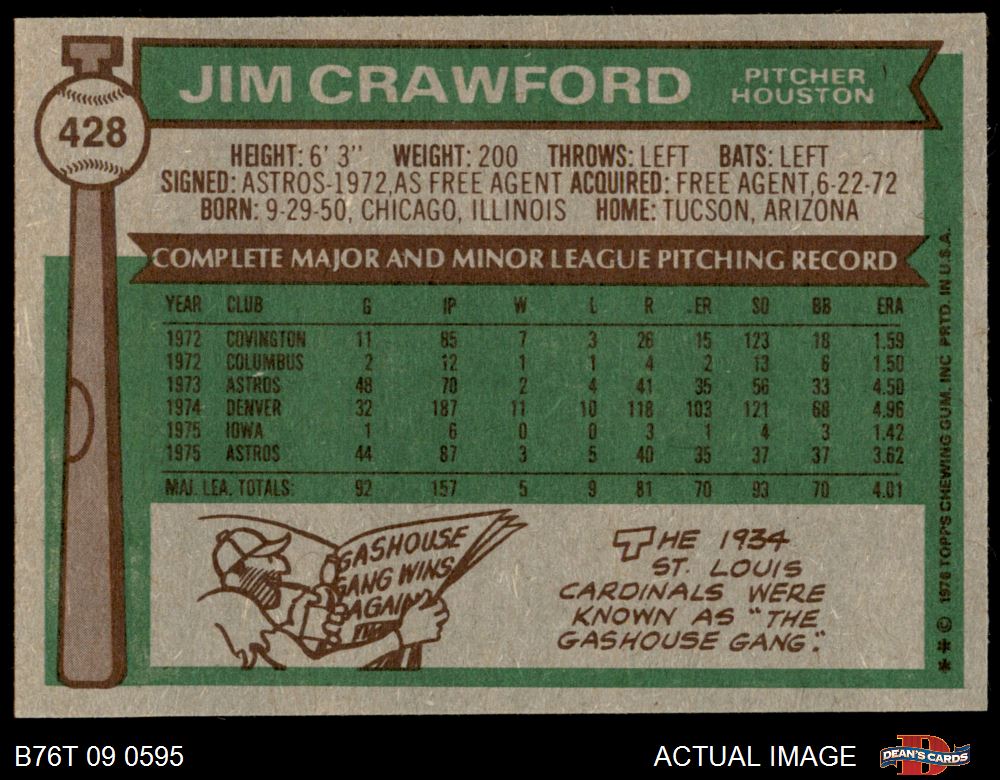 428
JIM CRAWFORD
PITCHER
HOUSTON
HEIGHT: 6' 3" WEIGHT: 200 THROWS: LEFT BATS: LEFT
SIGNED: ASTROS-1972, AS FREE AGENT ACQUIRED: FREE AGENT, 6-22-72
BORN: 9-29-50, CHICAGO, ILLINOIS HOME: TUCSON, ARIZONA
COMPLETE MAJOR AND MINOR LEAGUE PITCHING RECORD
YEAR CLUB G IP W L R ER SO BB ERA
1972 COVINGTON 11 85 7 3 26 15 123 18 1.59
1972 COLUMBUS 2 12 1 1 4 2 13 6 1.50
1973 ASTROS 48 70 2 4 41 35 56 33 4.50
1974 DENVER 32 187 11 10 118 103 121 68 4.96
1975 IOWA 1 6 0 0 3 1 4 3 1.42
1975 ASTROS 44 87 3 5 40 35 37 37 3.62
MAJ. LEA. TOTALS: 92 157 5 9 81 70 93 70 4.01
GASHOUSE
GANG WINS
AGAIN
THE 1934
ST. LOUIS
CARDINALS WERE
KNOWN AS "THE
GASHOUSE GANG."
* * © 1976 TOPPS CHEWING GUM, INC PRTD. IN U.S.A.
B76T 09 0595
ACTUAL IMAGE
DEAN'S CARDS